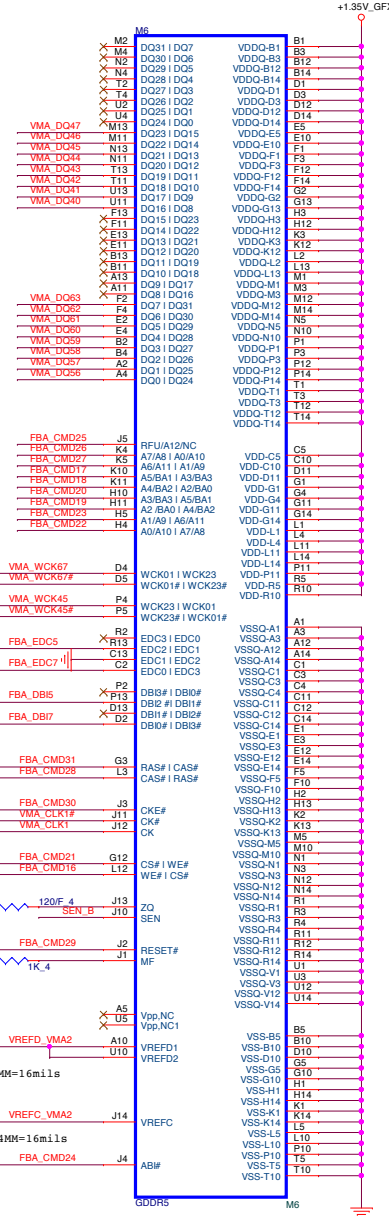 +1.35V_GFX
M6
M2 DQ31 | DQ7
M4 DQ30 | DQ6
N2 DQ29 | DQ5
N4 DQ28 | DQ4
T2 DQ27 | DQ3
T4 DQ26 | DQ2
U2 DQ25 | DQ1
U4 DQ24 | DQ0
VMA_DQ47 M13 DQ23 | DQ15
VMA_DQ46 M11 DQ22 | DQ14
VMA_DQ45 N13 DQ21 | DQ13
VMA_DQ44 N11 DQ20 | DQ12
VMA_DQ43 T13 DQ19 | DQ11
VMA_DQ42 T11 DQ18 | DQ10
VMA_DQ41 U13 DQ17 | DQ9
VMA_DQ40 U11 DQ16 | DQ8
F13 DQ15 | DQ23
F11 DQ14 | DQ22
E13 DQ13 | DQ21
E11 DQ12 | DQ20
B13 DQ11 | DQ19
B11 DQ10 | DQ18
A13 DQ9 | DQ17
A11 DQ8 | DQ16
VMA_DQ63 F2 DQ7 | DQ31
VMA_DQ62 F4 DQ6 | DQ30
VMA_DQ61 E2 DQ5 | DQ29
VMA_DQ60 E4 DQ4 | DQ28
VMA_DQ59 B2 DQ3 | DQ27
VMA_DQ58 B4 DQ2 | DQ26
VMA_DQ57 A2 DQ1 | DQ25
VMA_DQ56 A4 DQ0 | DQ24
FBA_CMD25 J5 RFU/A12/NC
FBA_CMD26 K4 A7/A8 | A0/A10
FBA_CMD27 K5 A6/A11 | A1/A9
FBA_CMD17 K10 A5/BA1 | A3/BA3
FBA_CMD18 K11 A4/BA2 | A2/BA0
FBA_CMD20 H10 A3/BA3 | A5/BA1
FBA_CMD19 H11 A2 /BA0 | A4/BA2
FBA_CMD23 H5 A1/A9 | A6/A11
FBA_CMD22 H4 A0/A10 | A7/A8
VMA_WCK67 D4 WCK01 | WCK23
VMA_WCK67# D5 WCK01# | WCK23#
VMA_WCK45 P4 WCK23 | WCK01
VMA_WCK45# P5 WCK23# | WCK01#
R2 EDC3 | EDC0
FBA_EDC5 R13 EDC2 | EDC1
C13 EDC1 | EDC2
FBA_EDC7 C2 EDC0 | EDC3
P2 DBI3# | DBI0#
FBA_DBI5 P13 DBI2 #| DBI1#
D13 DBI1# | DBI2 #
FBA_DBI7 D2 DBI0# | DBI3#
FBA_CMD31 G3 RAS# | CAS#
FBA_CMD28 L3 CAS# | RAS#
FBA_CMD30 J3 CKE#
VMA_CLK1# J11 CK#
VMA_CLK1 J12 CK
FBA_CMD21 G12 CS# | WE#
FBA_CMD16 L12 WE# | CS#
120/F_4 J13 ZQ
SEN_B J10 SEN
FBA_CMD29 J2 RESET#
1K_4 J1 MF
A5 Vpp,NC
U5 Vpp,NC1
VREFD_VMA2 A10 VREFD1
U10 VREFD2
MM=16mils
VREFC_VMA2 J14 VREFC
4MM=16mils
FBA_CMD24 J4 ABI#
VDDQ-B1 B1
VDDQ-B3 B3
VDDQ-B12 B12
VDDQ-B14 B14
VDDQ-D1 D1
VDDQ-D3 D3
VDDQ-D12 D12
VDDQ-D14 D14
VDDQ-E5 E5
VDDQ-E10 E10
VDDQ-F1 F1
VDDQ-F3 F3
VDDQ-F12 F12
VDDQ-F14 F14
VDDQ-G2 G2
VDDQ-G13 G13
VDDQ-H3 H3
VDDQ-H12 H12
VDDQ-K3 K3
VDDQ-K12 K12
VDDQ-L2 L2
VDDQ-L13 L13
VDDQ-M1 M1
VDDQ-M3 M3
VDDQ-M12 M12
VDDQ-M14 M14
VDDQ-N5 N5
VDDQ-N10 N10
VDDQ-P1 P1
VDDQ-P3 P3
VDDQ-P12 P12
VDDQ-P14 P14
VDDQ-T1 T1
VDDQ-T3 T3
VDDQ-T12 T12
VDDQ-T14 T14
VDD-C5 C5
VDD-C10 C10
VDD-D11 D11
VDD-G1 G1
VDD-G4 G4
VDD-G11 G11
VDD-G14 G14
VDD-L1 L1
VDD-L4 L4
VDD-L11 L11
VDD-L14 L14
VDD-P11 P11
VDD-R5 R5
VDD-R10 R10
VSSQ-A1 A1
VSSQ-A3 A3
VSSQ-A12 A12
VSSQ-A14 A14
VSSQ-C1 C1
VSSQ-C3 C3
VSSQ-C4 C4
VSSQ-C11 C11
VSSQ-C12 C12
VSSQ-C14 C14
VSSQ-E1 E1
VSSQ-E3 E3
VSSQ-E12 E12
VSSQ-E14 E14
VSSQ-F5 F5
VSSQ-F10 F10
VSSQ-H2 H2
VSSQ-H13 H13
VSSQ-K2 K2
VSSQ-K13 K13
VSSQ-M5 M5
VSSQ-M10 M10
VSSQ-N1 N1
VSSQ-N3 N3
VSSQ-N12 N12
VSSQ-N14 N14
VSSQ-R1 R1
VSSQ-R3 R3
VSSQ-R4 R4
VSSQ-R11 R11
VSSQ-R12 R12
VSSQ-R14 R14
VSSQ-V1 U1
VSSQ-V3 U3
VSSQ-V12 U12
VSSQ-V14 U14
VSS-B5 B5
VSS-B10 B10
VSS-D10 D10
VSS-G5 G5
VSS-G10 G10
VSS-H1 H1
VSS-H14 H14
VSS-K1 K1
VSS-K14 K14
VSS-L5 L5
VSS-L10 L10
VSS-P10 P10
VSS-T5 T5
VSS-T10 T10
GDDR5 M6